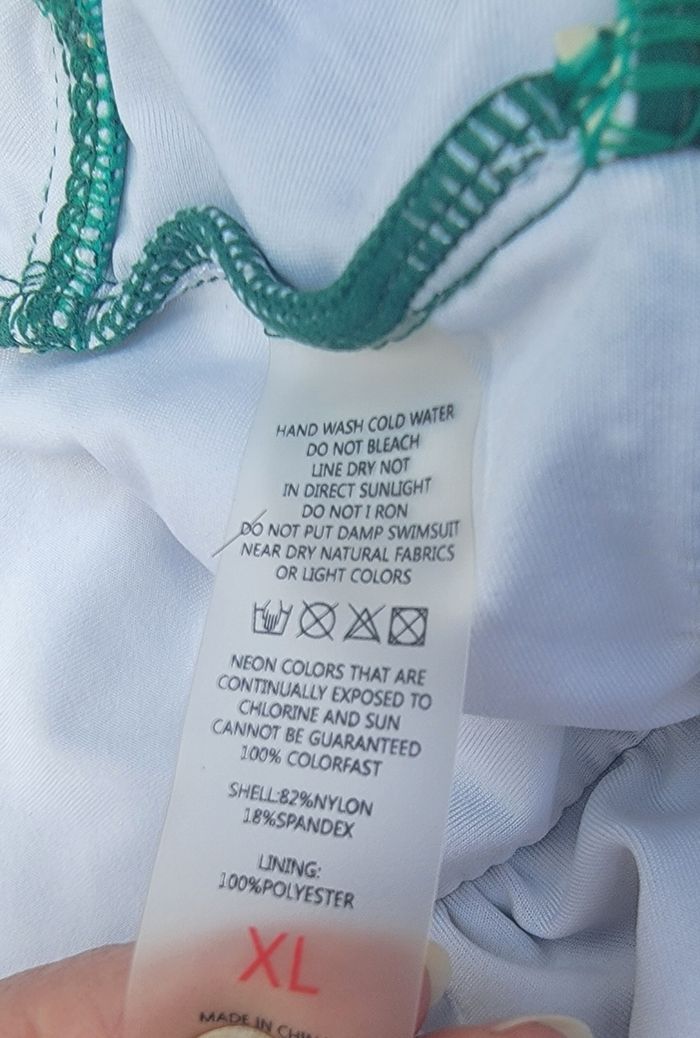 HAND WASH COLD WATER
DO NOT BLEACH
LINE DRY NOT
IN DIRECT SUNLIGHT
DO NOT I RON
DO NOT PUT DAMP SWIMSUIT
NEAR DRY NATURAL FABRICS
OR LIGHT COLORS
NEON COLORS THAT ARE
CONTINUALLY EXPOSED TO
CHLORINE AND SUN
CANNOT BE GUARANTEED
100% COLORFAST
SHELL:82%NYLON
18%SPANDEX
LINING:
100%POLYESTER
XL
MADE IN